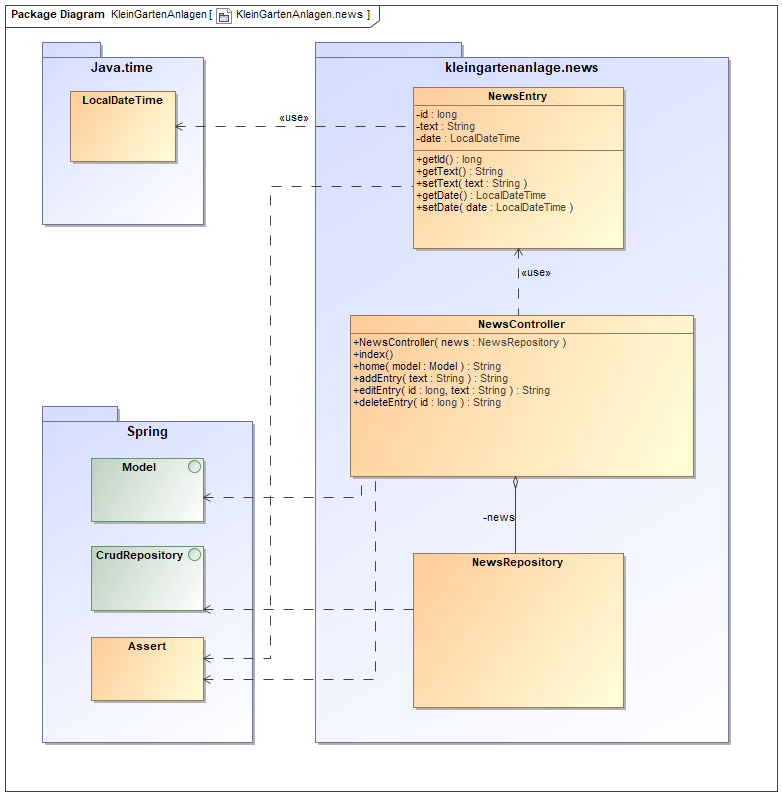 Package Diagram KleinGartenAnlagen [ KleinGartenAnlagen.news ]
Java.time
LocalDateTime
kleingartenanlage.news
NewsEntry
-id : long
-text : String
-date : LocalDateTime
+getId() : long
+getText() : String
+setText( text : String )
+getDate() : LocalDateTime
+setDate( date : LocalDateTime )
«use»
«use»
NewsController
+NewsController( news : NewsRepository )
+index()
+home( model : Model ) : String
+addEntry( text : String ) : String
+editEntry( id : long, text : String ) : String
+deleteEntry( id : long ) : String
-news
NewsRepository
Spring
Model
CrudRepository
Assert